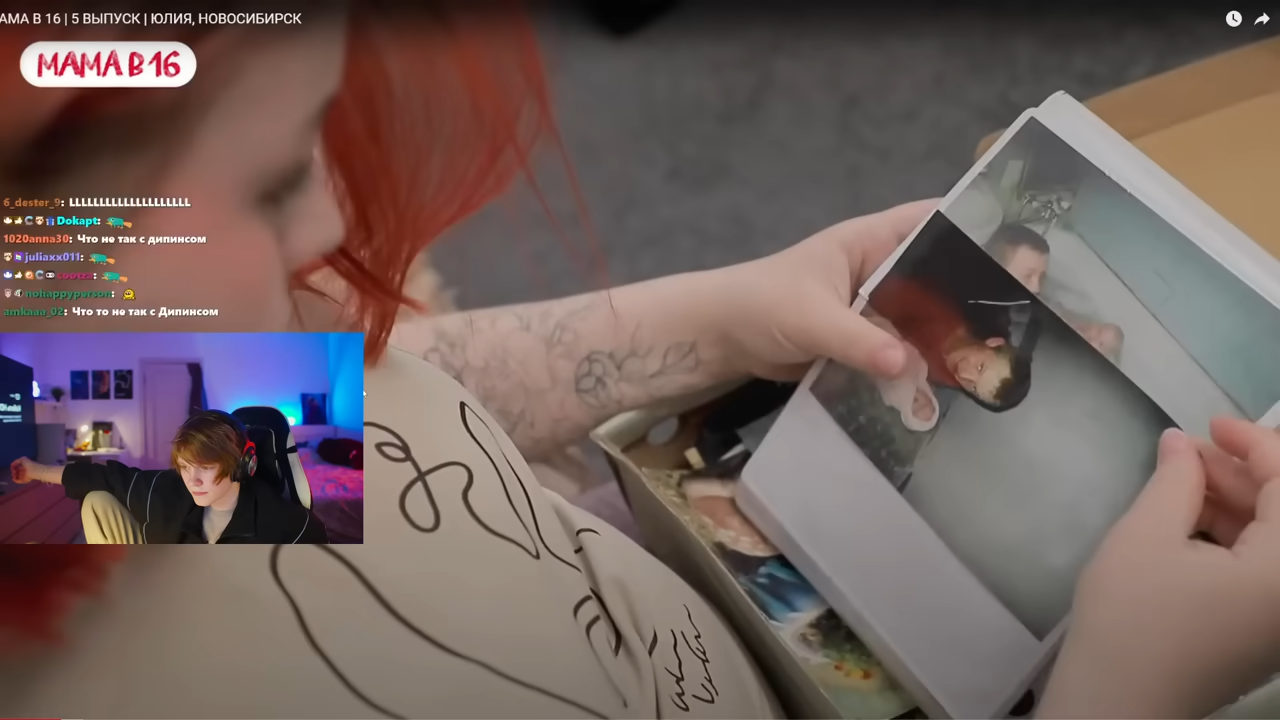 АМА В 16 | 5 ВЫПУСК | ЮЛИЯ, НОВОСИБИРСК
МАМА В 16
6_dester_9: LLLLLLLLLLLLLLLLLLLL
Dokapt:
1020anna30: Что не так с дипинсом
juliaxx011:
nohappyperson:
amkaaa_02: Что то не так с Дипинсом